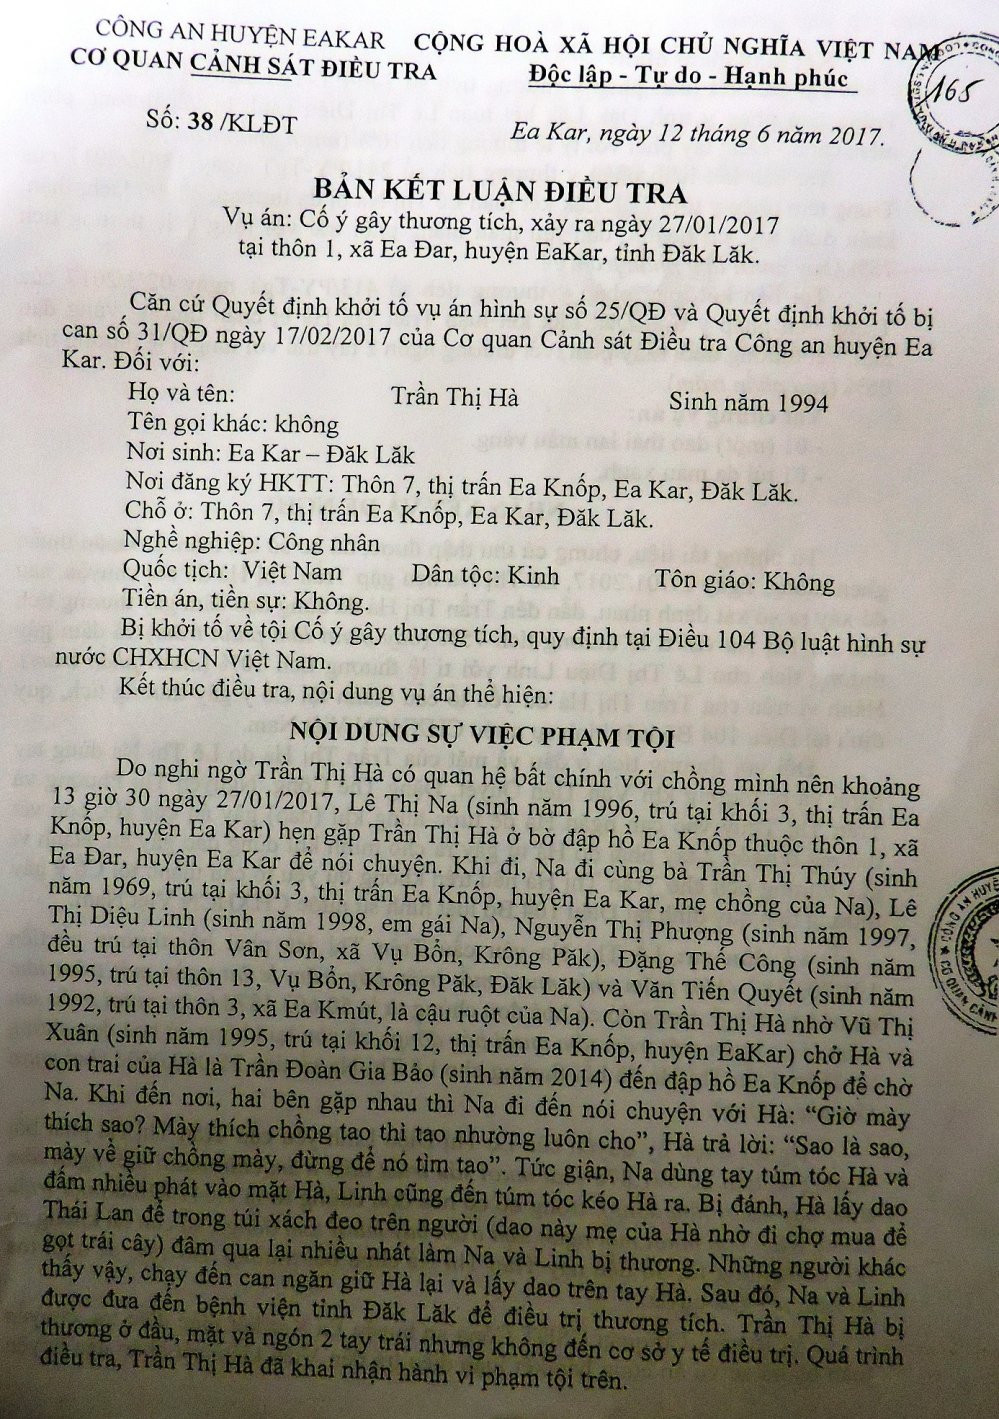 CÔNG AN HUYỆN EAKAR CỘNG HOÀ XÃ HỘI CHỦ NGHĨA VIỆT NAM
CƠ QUAN CẢNH SÁT ĐIỀU TRA Độc lập - Tự do - Hạnh phúc
165
Số: 38 /KLĐT Ea Kar, ngày 12 tháng 6 năm 2017.
BẢN KẾT LUẬN ĐIỀU TRA
Vụ án: Cố ý gây thương tích, xảy ra ngày 27/01/2017
tại thôn 1, xã Ea Đar, huyện EaKar, tỉnh Đăk Lăk.
Căn cứ Quyết định khởi tố vụ án hình sự số 25/QĐ và Quyết định khởi tố bị
can số 31/QĐ ngày 17/02/2017 của Cơ quan Cảnh sát Điều tra Công an huyện Ea
Kar. Đối với:
Họ và tên: Trần Thị Hà Sinh năm 1994
Tên gọi khác: không
Nơi sinh: Ea Kar – Đăk Lăk
Nơi đăng ký HKTT: Thôn 7, thị trấn Ea Knốp, Ea Kar, Đăk Lăk.
Chỗ ở: Thôn 7, thị trấn Ea Knốp, Ea Kar, Đăk Lăk.
Nghề nghiệp: Công nhân
Quốc tịch: Việt Nam Dân tộc: Kinh Tôn giáo: Không
Tiền án, tiền sự: Không.
Bị khởi tố về tội Cố ý gây thương tích, quy định tại Điều 104 Bộ luật hình sự
nước CHXHCN Việt Nam.
Kết thúc điều tra, nội dung vụ án thể hiện:
NỘI DUNG SỰ VIỆC PHẠM TỘI
Do nghi ngờ Trần Thị Hà có quan hệ bất chính với chồng mình nên khoảng
13 giờ 30 ngày 27/01/2017, Lê Thị Na (sinh năm 1996, trú tại khối 3, thị trấn Ea
Knốp, huyện Ea Kar) hẹn gặp Trần Thị Hà ở bờ đập hồ Ea Knốp thuộc thôn 1, xã
Ea Đar, huyện Ea Kar để nói chuyện. Khi đi, Na đi cùng bà Trần Thị Thúy (sinh
năm 1969, trú tại khối 3, thị trấn Ea Knốp, huyện Ea Kar, mẹ chồng của Na), Lê
Thị Diệu Linh (sinh năm 1998, em gái Na), Nguyễn Thị Phượng (sinh năm 1997,
đều trú tại thôn Vân Sơn, xã Vụ Bổn, Krông Păk), Đặng Thế Công (sinh năm
1995, trú tại thôn 13, Vụ Bổn, Krông Păk, Đăk Lăk) và Văn Tiến Quyết (sinh năm
1992, trú tại thôn 3, xã Ea Kmút, là cậu ruột của Na). Còn Trần Thị Hà nhờ Vũ Thị
Xuân (sinh năm 1995, trú tại khối 12, thị trấn Ea Knốp, huyện EaKar) chở Hà và
con trai của Hà là Trần Đoàn Gia Bảo (sinh năm 2014) đến đập hồ Ea Knốp để chờ
Na. Khi đến nơi, hai bên gặp nhau thì Na đi đến nói chuyện với Hà: “Giờ mày
thích sao? Mày thích chồng tao thì tao nhường luôn cho”, Hà trả lời: “Sao là sao,
mày về giữ chồng mày, đừng để nó tìm tao”. Tức giận, Na dùng tay túm tóc Hà và
đấm nhiều phát vào mặt Hà, Linh cũng đến túm tóc kéo Hà ra. Bị đánh, Hà lấy dao
Thái Lan để trong túi xách đeo trên người (dao này mẹ của Hà nhờ đi chợ mua để
gọt trái cây) đâm qua lại nhiều nhát làm Na và Linh bị thương. Những người khác
thấy vậy, chạy đến can ngăn giữ Hà lại và lấy dao trên tay Hà. Sau đó, Na và Linh
được đưa đến bệnh viện tỉnh Đăk Lăk để điều trị thương tích. Trần Thị Hà bị
thương ở đầu, mặt và ngón 2 tay trái nhưng không đến cơ sở y tế điều trị. Quá trình
điều tra, Trần Thị Hà đã khai nhận hành vi phạm tội trên.